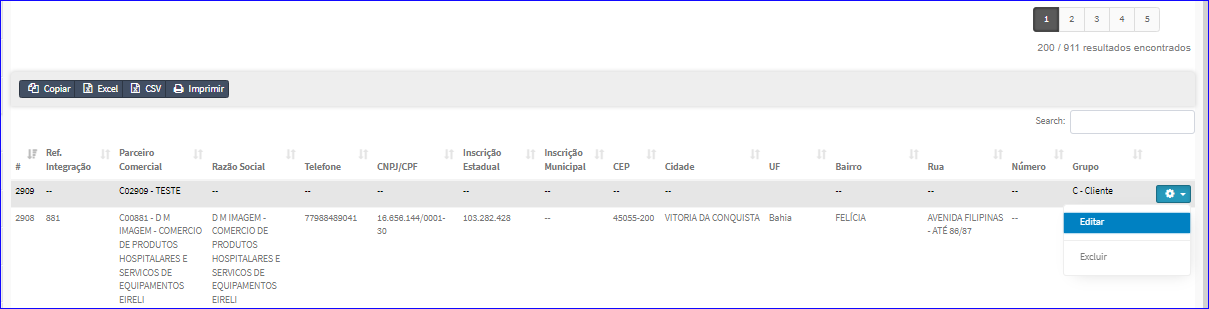 1 2 3 4 5
200 / 911 resultados encontrados
Copiar Excel CSV Imprimir
Search:
# Ref. Integração Parceiro Comercial Razão Social Telefone CNPJ/CPF Inscrição Estadual Inscrição Municipal CEP Cidade UF Bairro Rua Número Grupo
2909 -- C02909 - TESTE -- -- -- -- -- -- -- -- -- -- C - Cliente
2908 881 C00881 - D M IMAGEM - COMERCIO DE PRODUTOS HOSPITALARES E SERVICOS DE EQUIPAMENTOS EIRELI D M IMAGEM - COMERCIO DE PRODUTOS HOSPITALARES E SERVICOS DE EQUIPAMENTOS EIRELI 77988489041 16.656.144/0001-30 103.282.428 -- 45055-200 VITORIA DA CONQUISTA Bahia FELÍCIA AVENIDA FILIPINAS - ATÉ 86/87 --
Editar
Excluir